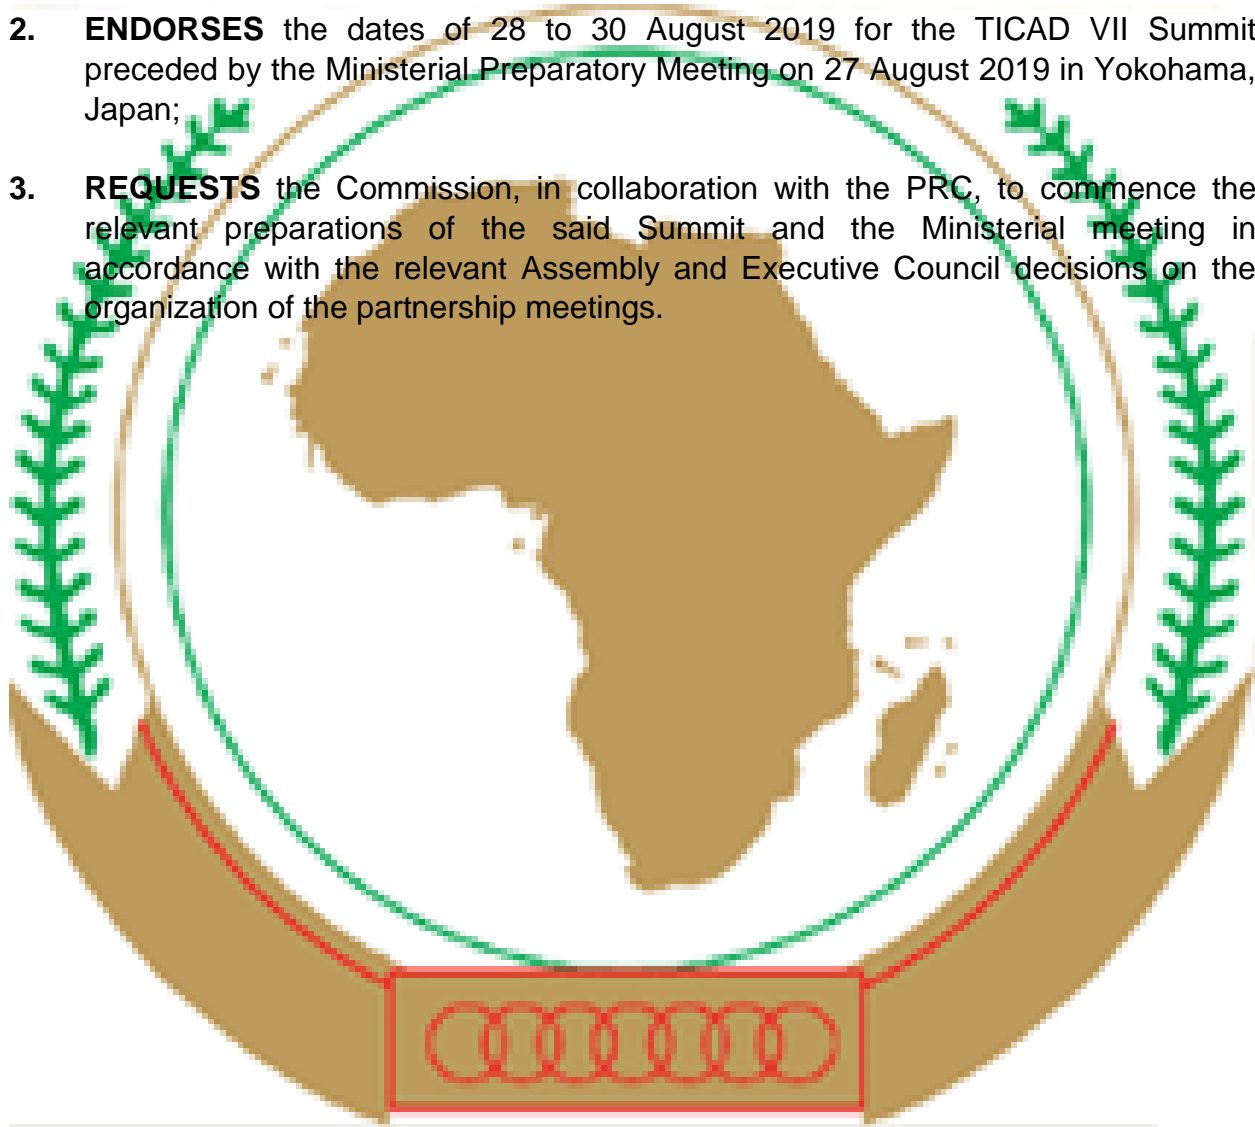 2. ENDORSES the dates of 28 to 30 August 2019 for the TICAD VII Summit
preceded by the Ministerial Preparatory Meeting on 27 August 2019 in Yokohama,
Japan;
3. REQUESTS the Commission, in collaboration with the PRC, to commence the
relevant preparations of the said Summit and the Ministerial meeting in
accordance with the relevant Assembly and Executive Council decisions on the
organization of the partnership meetings.